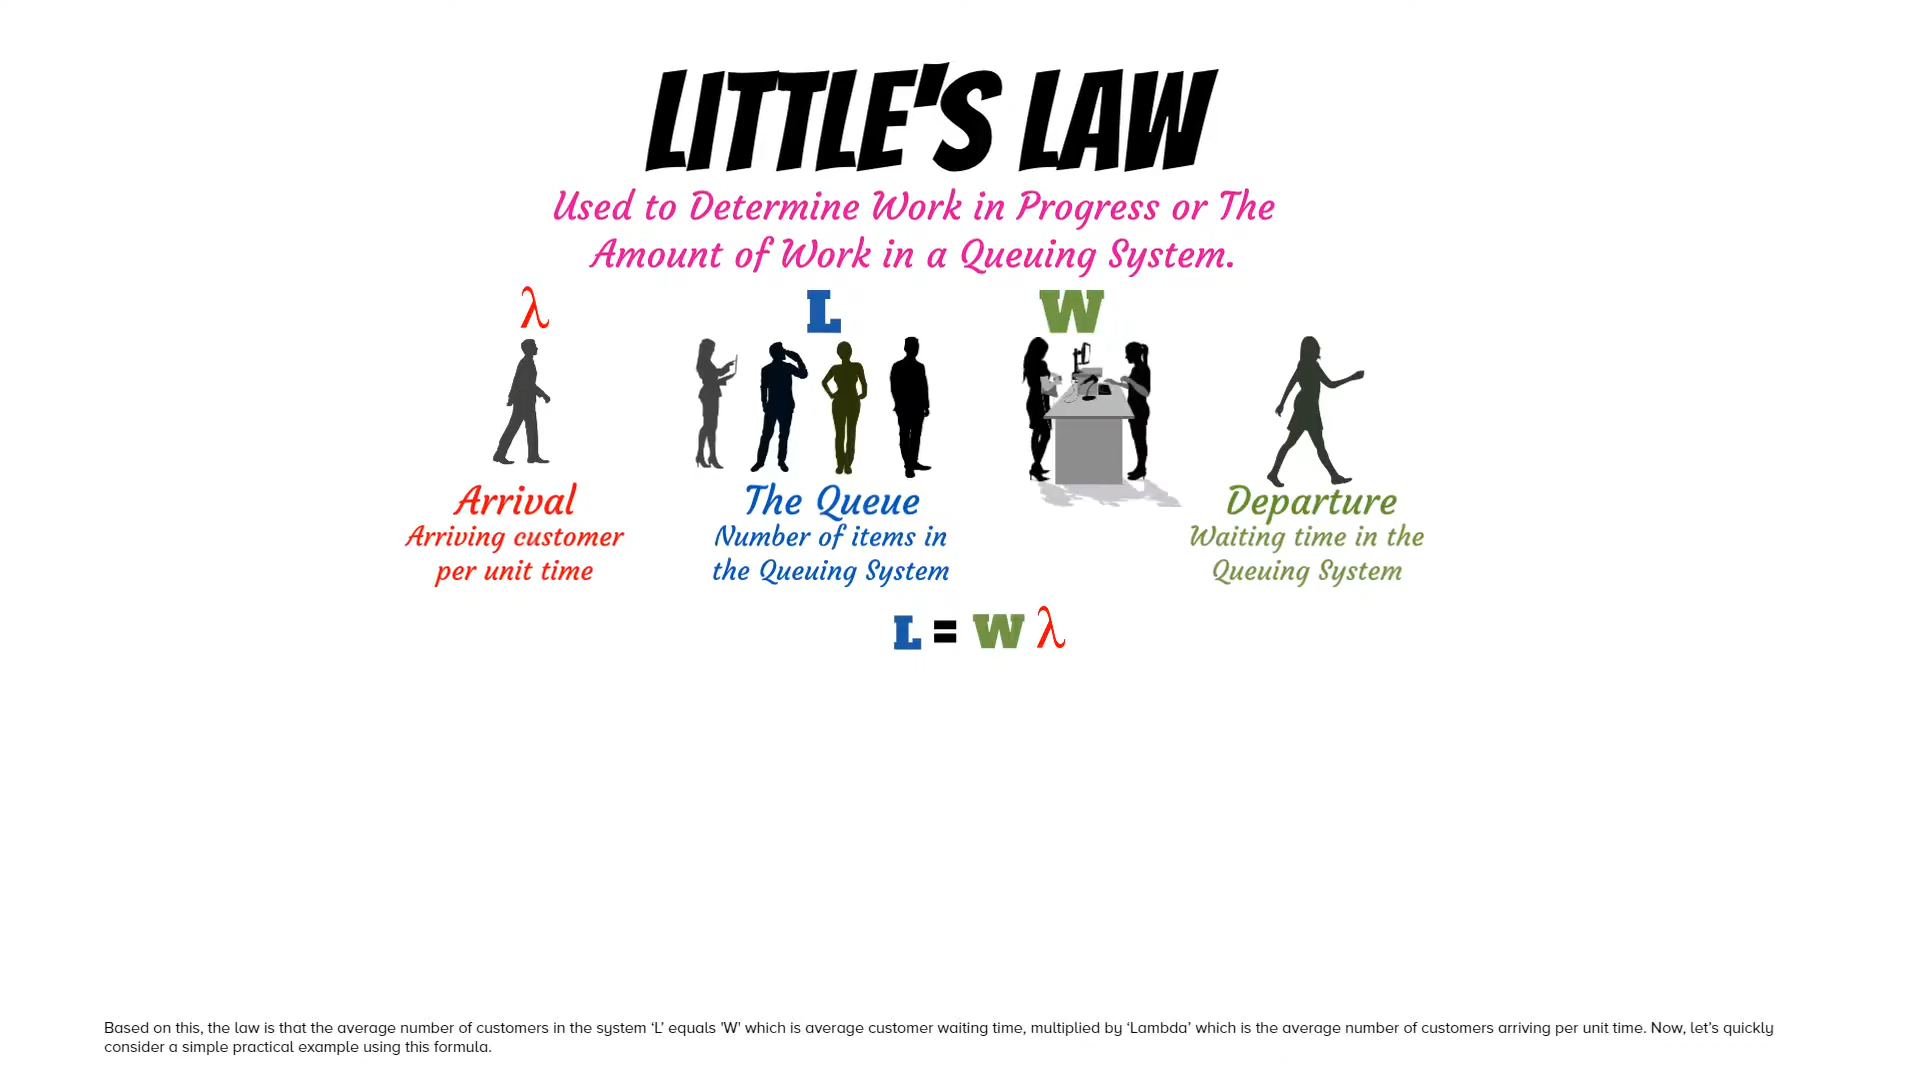 LITTLE'S LAW
Used to Determine Work in Progress or The
Amount of Work in a Queuing System.
λ L W
Arrival
Arriving customer
per unit time
The Queue
Number of items in
the Queuing System
Departure
Waiting time in the
Queuing System
L = W λ
Based on this, the law is that the average number of customers in the system ‘L’ equals 'W' which is average customer waiting time, multiplied by ‘Lambda’ which is the average number of customers arriving per unit time. Now, let’s quickly
consider a simple practical example using this formula.